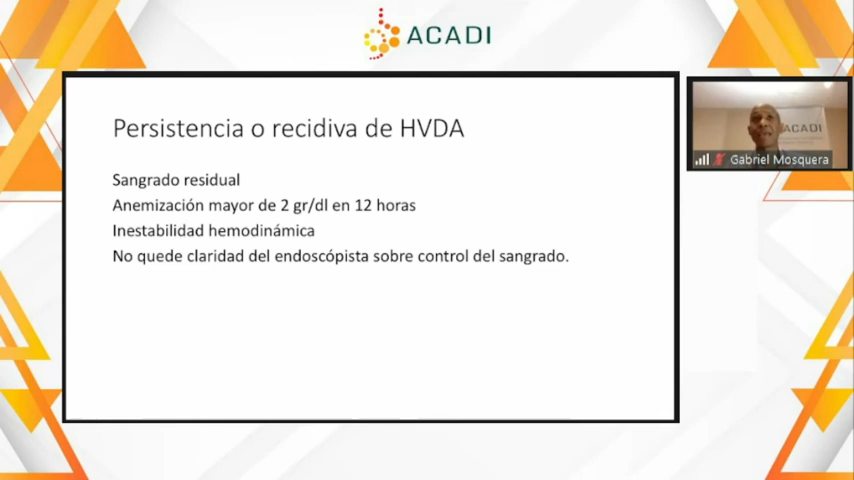 ACADI
Persistencia o recidiva de HVDA
Sangrado residual
Anemización mayor de 2 gr/dl en 12 horas
Inestabilidad hemodinámica
No quede claridad del endoscópista sobre control del sangrado.
ACADI
Gabriel Mosquera